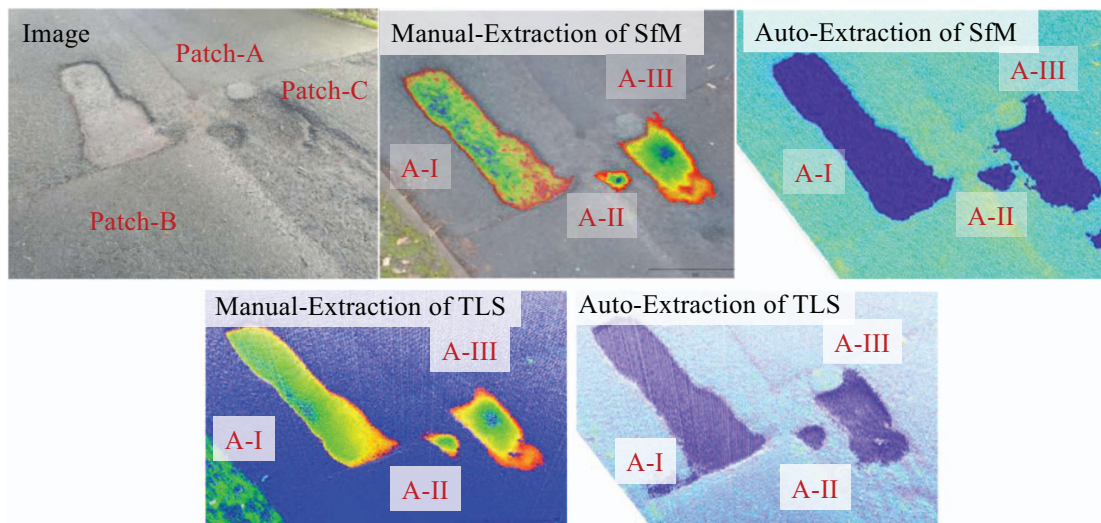 Image
Patch-A
Patch-C
Patch-B
Manual-Extraction of SfM
A-III
A-I
A-II
Auto-Extraction of SfM
A-III
A-I
A-II
Manual-Extraction of TLS
A-III
A-I
A-II
Auto-Extraction of TLS
A-III
A-I
A-II